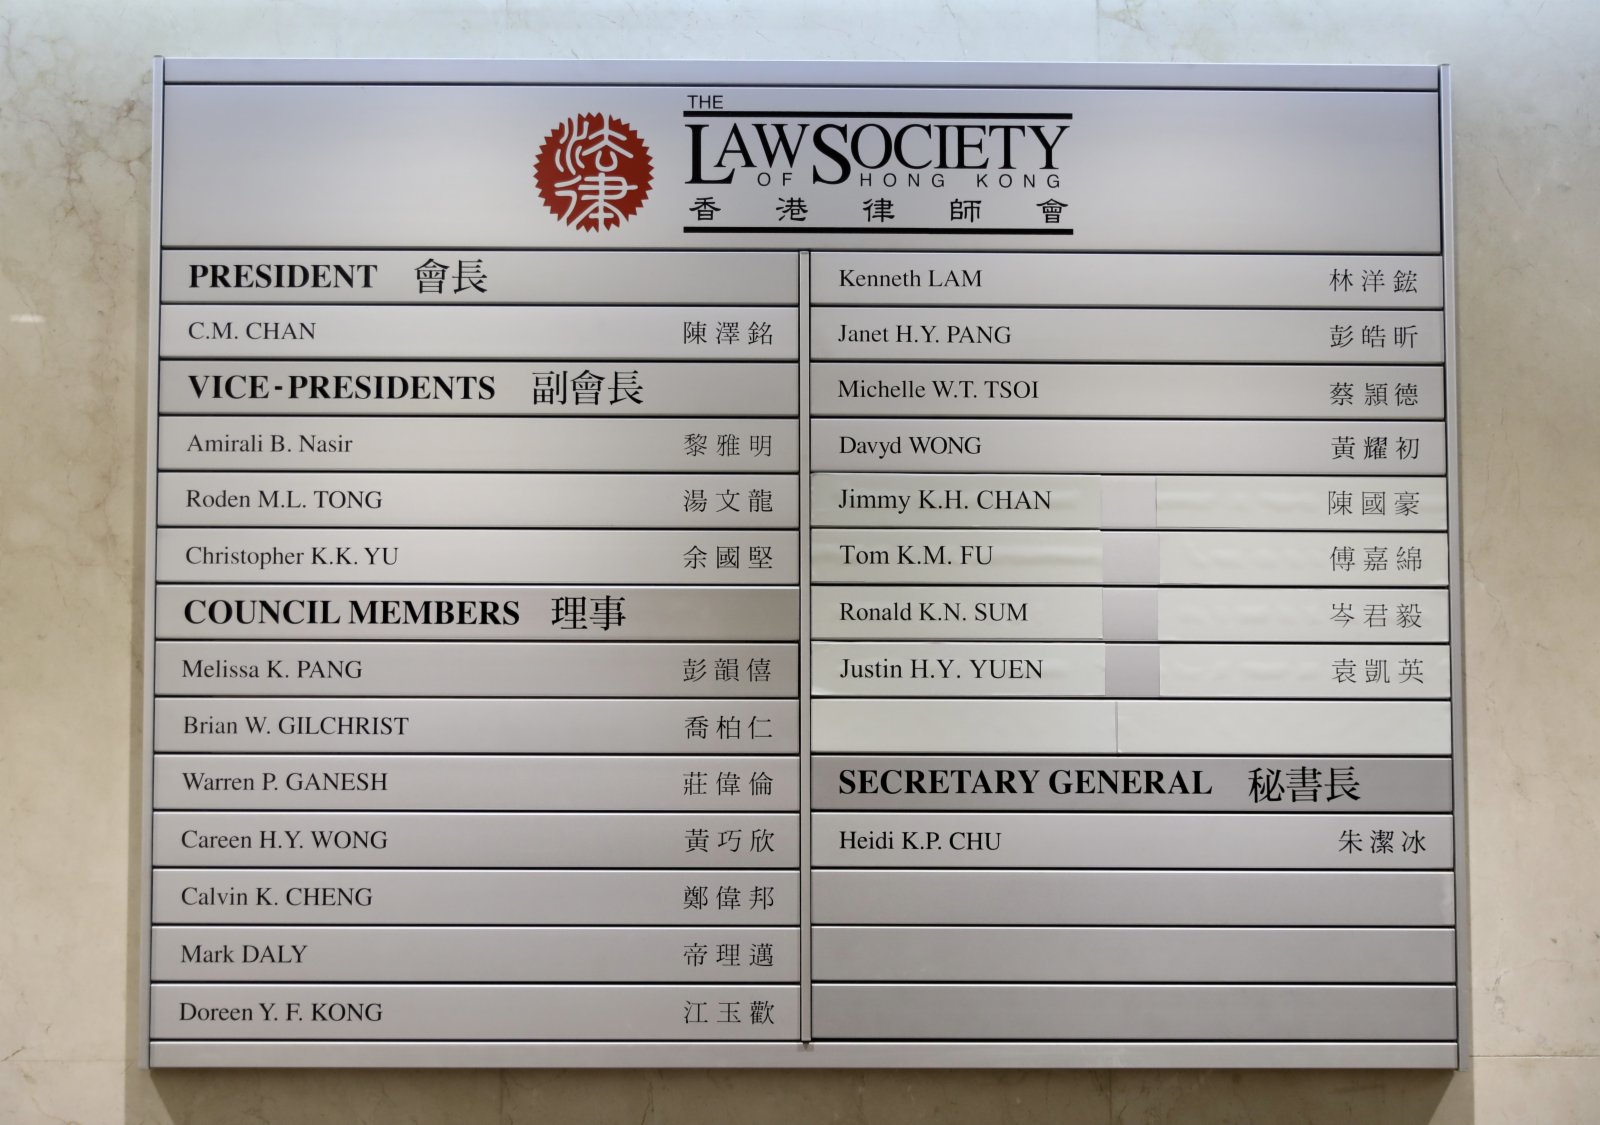 法律
THE
LAW SOCIETY
OF HONG KONG
香港律師會
PRESIDENT 會長
C.M. CHAN 陳澤銘
VICE-PRESIDENTS 副會長
Amirali B. Nasir 黎雅明
Roden M.L. TONG 湯文龍
Christopher K.K. YU 余國堅
COUNCIL MEMBERS 理事
Melissa K. PANG 彭韻僖
Brian W. GILCHRIST 喬柏仁
Warren P. GANESH 莊偉倫
Careen H.Y. WONG 黃巧欣
Calvin K. CHENG 鄭偉邦
Mark DALY 帝理邁
Doreen Y. F. KONG 江玉歡
Kenneth LAM 林洋鋐
Janet H.Y. PANG 彭皓昕
Michelle W.T. TSOI 蔡頴德
Davyd WONG 黃耀初
Jimmy K.H. CHAN 陳國豪
Tom K.M. FU 傅嘉綿
Ronald K.N. SUM 岑君毅
Justin H.Y. YUEN 袁凱英
SECRETARY GENERAL 秘書長
Heidi K.P. CHU 朱潔冰